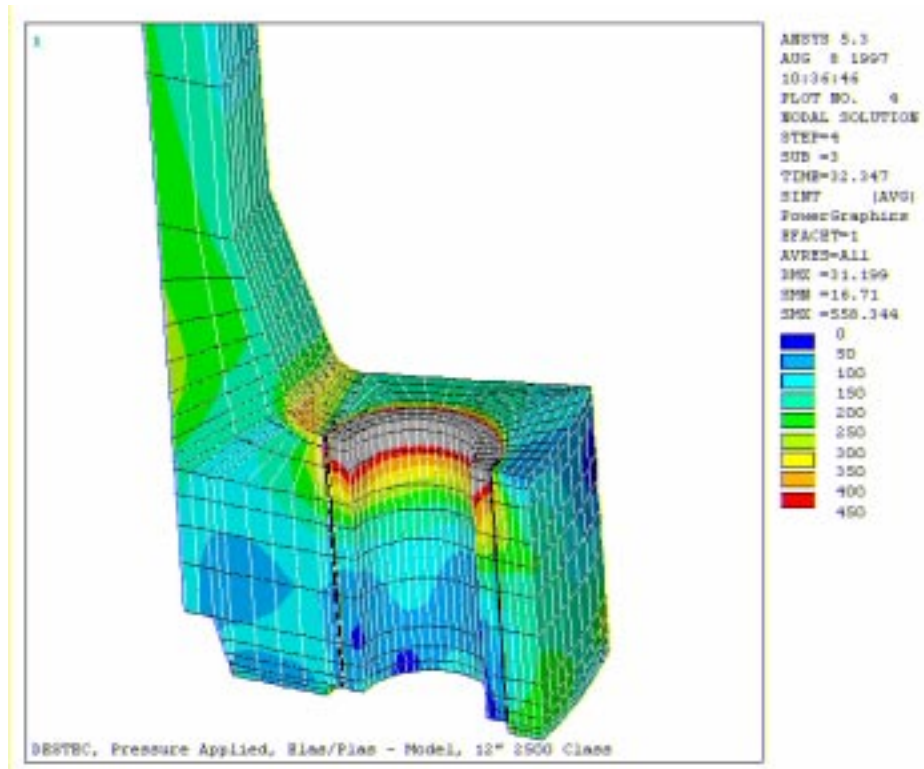 1
ANSYS 5.3
AUG 8 1997
10:36:46
PLOT NO. 4
NODAL SOLUTION
STEP=4
SUB =3
TIME=32.347
SINT (AVG)
PowerGraphics
EFACET=1
AVRES=All
DMX =31.199
SMN =16.71
SMX =558.344
0
50
100
150
200
250
300
350
400
450
DESTEC, Pressure Applied, Elas/Plas - Model, 12" 2500 Class